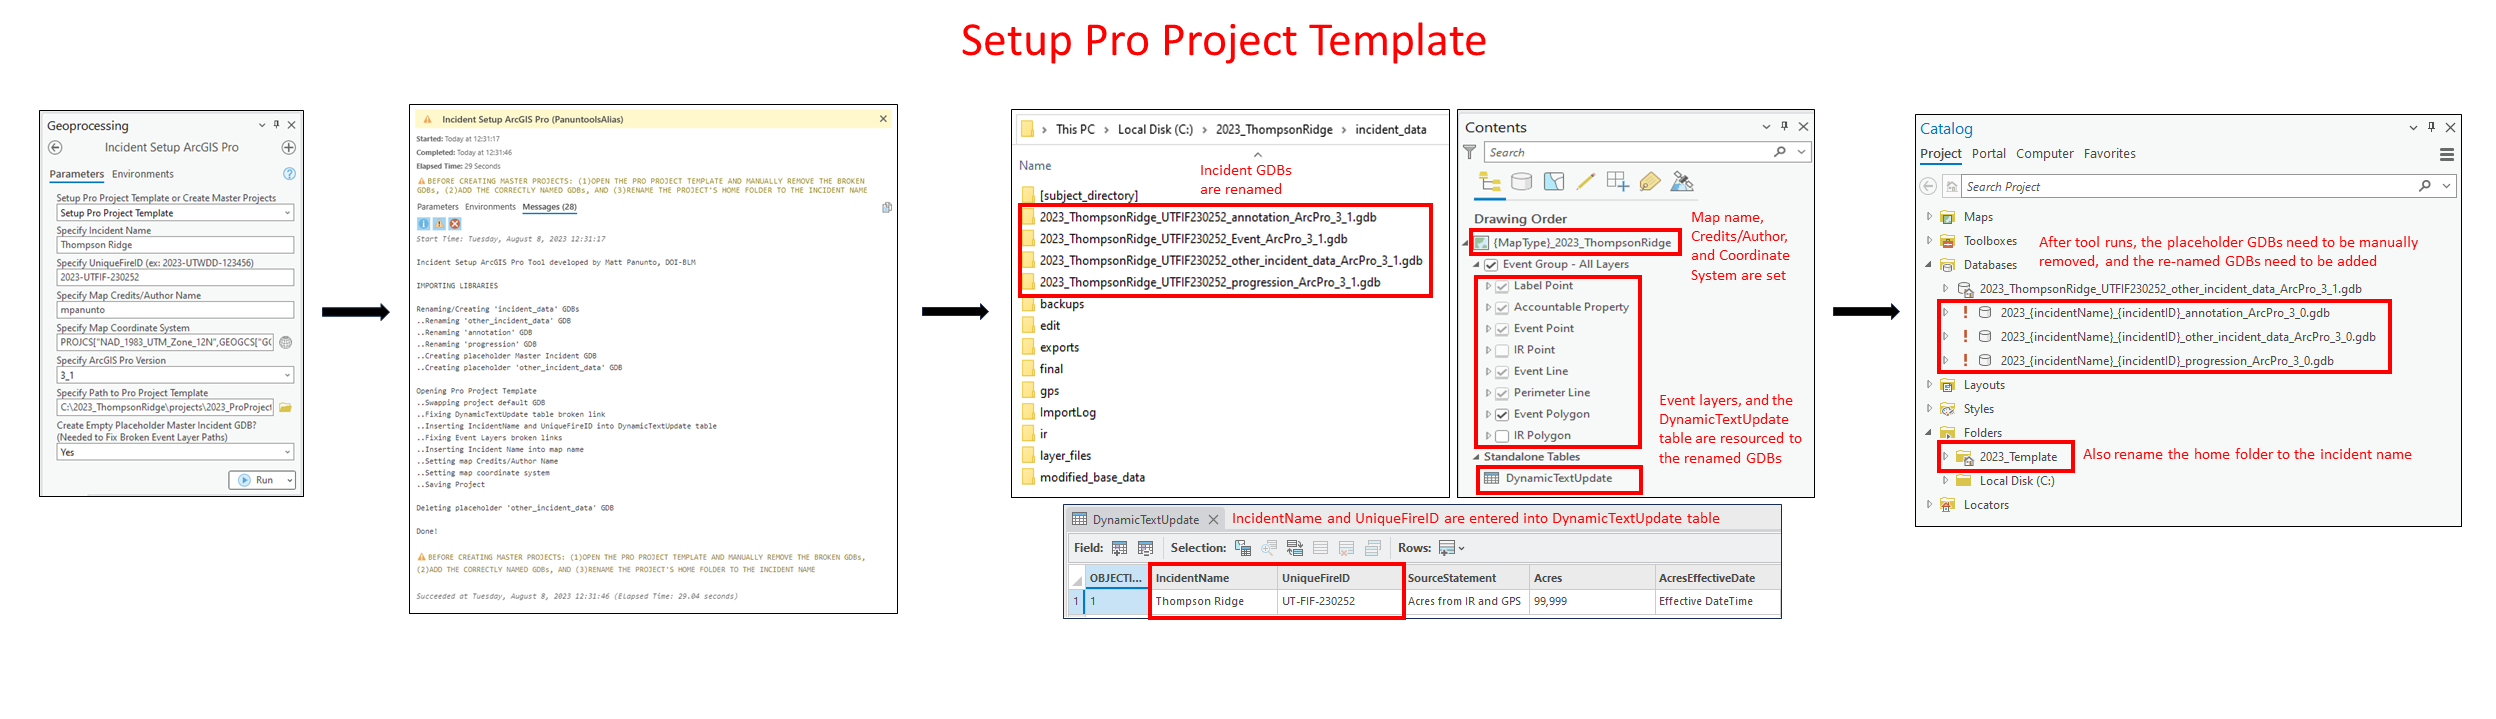 Setup Pro Project Template
Geoprocessing
Incident Setup ArcGIS Pro
Parameters Environments
Setup Pro Project Template or Create Master Projects
Setup Pro Project Template
Specify Incident Name
Thompson Ridge
Specify UniqueFireID (ex: 2023-UTWDD-123456)
2023-UTFIF-230252
Specify Map Credits/Author Name
mpanunto
Specify Map Coordinate System
PROJCS["NAD_1983_UTM_Zone_12N",GEOGCS["GC
Specify ArcGIS Pro Version
3_1
Specify Path to Pro Project Template
C:\2023_ThompsonRidge\projects\2023_ProProject
Create Empty Placeholder Master Incident GDB?
(Needed to Fix Broken Event Layer Paths)
Yes
Run
Incident Setup ArcGIS Pro (PanuntoolsAlias)
Started: Today at 12:31:17
Completed: Today at 12:31:46
Elapsed Time: 29 Seconds
BEFORE CREATING MASTER PROJECTS: (1)OPEN THE PRO PROJECT TEMPLATE AND MANUALLY REMOVE THE BROKEN
GDBs, (2)ADD THE CORRECTLY NAMED GDBs, AND (3)RENAME THE PROJECT'S HOME FOLDER TO THE INCIDENT NAME
Parameters Environments Messages (28)
Start Time: Tuesday, August 8, 2023 12:31:17
Incident Setup ArcGIS Pro Tool developed by Matt Panunto, DOI-BLM
IMPORTING LIBRARIES
Renaming/Creating 'incident_data' GDBs
..Renaming 'other_incident_data' GDB
..Renaming 'annotation' GDB
..Renaming 'progression' GDB
..Creating placeholder Master Incident GDB
..Creating placeholder 'other_incident_data' GDB
Opening Pro Project Template
..Swapping project default GDB
..Fixing DynamicTextUpdate table broken link
..Inserting IncidentName and UniqueFireID into DynamicTextUpdate table
..Fixing Event Layers broken links
..Inserting Incident Name into map name
..Setting map Credits/Author Name
..Setting map coordinate system
..Saving Project
Deleting placeholder 'other_incident_data' GDB
Done!
BEFORE CREATING MASTER PROJECTS: (1)OPEN THE PRO PROJECT TEMPLATE AND MANUALLY REMOVE THE BROKEN GDBs,
(2)ADD THE CORRECTLY NAMED GDBs, AND (3)RENAME THE PROJECT'S HOME FOLDER TO THE INCIDENT NAME
Succeeded at Tuesday, August 8, 2023 12:31:46 (Elapsed Time: 29.04 seconds)
This PC > Local Disk (C:) > 2023_ThompsonRidge > incident_data
Name
Incident GDBs
are renamed
[subject_directory]
2023_ThompsonRidge_UTFIF230252_annotation_ArcPro_3_1.gdb
2023_ThompsonRidge_UTFIF230252_Event_ArcPro_3_1.gdb
2023_ThompsonRidge_UTFIF230252_other_incident_data_ArcPro_3_1.gdb
2023_ThompsonRidge_UTFIF230252_progression_ArcPro_3_1.gdb
backups
edit
exports
final
gps
ImportLog
ir
layer_files
modified_base_data
Contents
Search
Drawing Order
{MapType}_2023_ThompsonRidge
Event Group - All Layers
Label Point
Accountable Property
Event Point
IR Point
Event Line
Perimeter Line
Event Polygon
IR Polygon
Standalone Tables
DynamicTextUpdate
Map name,
Credits/Author,
and Coordinate
System are set
Event layers, and the
DynamicTextUpdate
table are resourced to
the renamed GDBs
DynamicTextUpdate
IncidentName and UniqueFireID are entered into DynamicTextUpdate table
Field: Selection: Rows:
OBJECTI... IncidentName UniqueFireID SourceStatement Acres AcresEffectiveDate
1 1 Thompson Ridge UT-FIF-230252 Acres from IR and GPS 99,999 Effective DateTime
Catalog
Project Portal Computer Favorites
Search Project
Maps
Toolboxes
Databases
After tool runs, the placeholder GDBs need to be manually
removed, and the re-named GDBs need to be added
2023_ThompsonRidge_UTFIF230252_other_incident_data_ArcPro_3_1.gdb
2023_{incidentName}_{incidentID}_annotation_ArcPro_3_0.gdb
2023_{incidentName}_{incidentID}_other_incident_data_ArcPro_3_0.gdb
2023_{incidentName}_{incidentID}_progression_ArcPro_3_0.gdb
Layouts
Styles
Folders
2023_Template
Also rename the home folder to the incident name
Local Disk (C:)
Locators